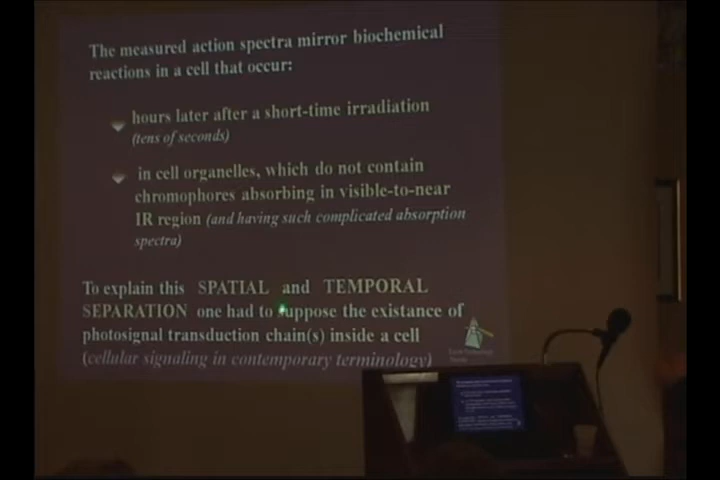 The measured action spectra mirror biochemical
reactions in a cell that occur:
hours later after a short-time irradiation
(tens of seconds)
in cell organelles, which do not contain
chromophores absorbing in visible-to-near
IR region (and having such complicated absorption
spectra)
To explain this SPATIAL and TEMPORAL
SEPARATION one had to suppose the existance of
photosignal transduction chain(s) inside a cell
(cellular signaling in contemporary terminology)